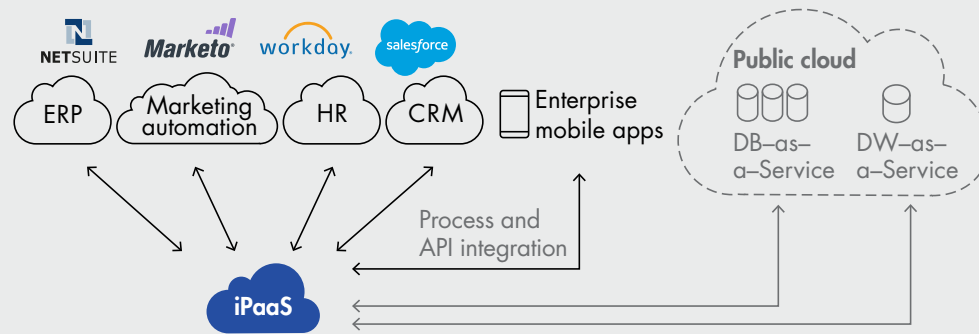 NETSUITE
Marketo®
workday.
salesforce
ERP
Marketing
automation
HR
CRM
Enterprise
mobile apps
Public cloud
DB–as–
a–Service
DW–as–
a–Service
Process and
API integration
iPaaS